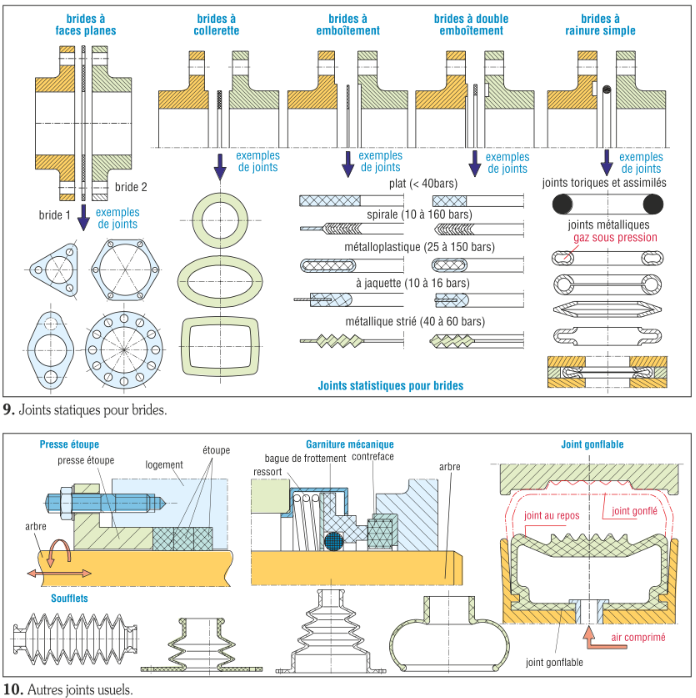 brides à
faces planes
brides à
collerette
brides à
emboîtement
brides à double
emboîtement
brides à
rainure simple
bride 2
bride 1
exemples
de joints
exemples
de joints
exemples
de joints
exemples
de joints
exemples
de joints
plat (< 40bars)
spirale (10 à 160 bars)
métalloplastique (25 à 150 bars)
à jaquette (10 à 16 bars)
métallique strié (40 à 60 bars)
joints toriques et assimilés
joints métalliques
gaz sous pression
Joints statistiques pour brides
9. Joints statiques pour brides.
Presse étoupe
presse étoupe
logement
étoupe
arbre
Garniture mécanique
bague de frottement
contreface
ressort
arbre
Joint gonflable
joint au repos
joint gonflé
Soufflets
joint gonflable
air comprimé
10. Autres joints usuels.